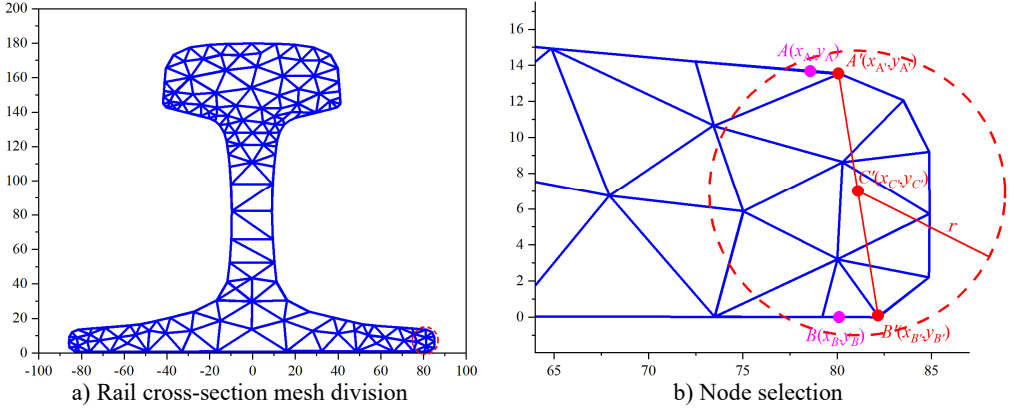 200
180
160
140
120
100
80
60
40
20
0
-100 -80 -60 -40 -20 0 20 40 60 80 100
a) Rail cross-section mesh division
16
14
12
10
8
6
4
2
0
A(xA,yA) A'(xA',yA')
C'(xC',yC')
r
B(xB,yB) B'(xB',yB')
65 70 75 80 85
b) Node selection